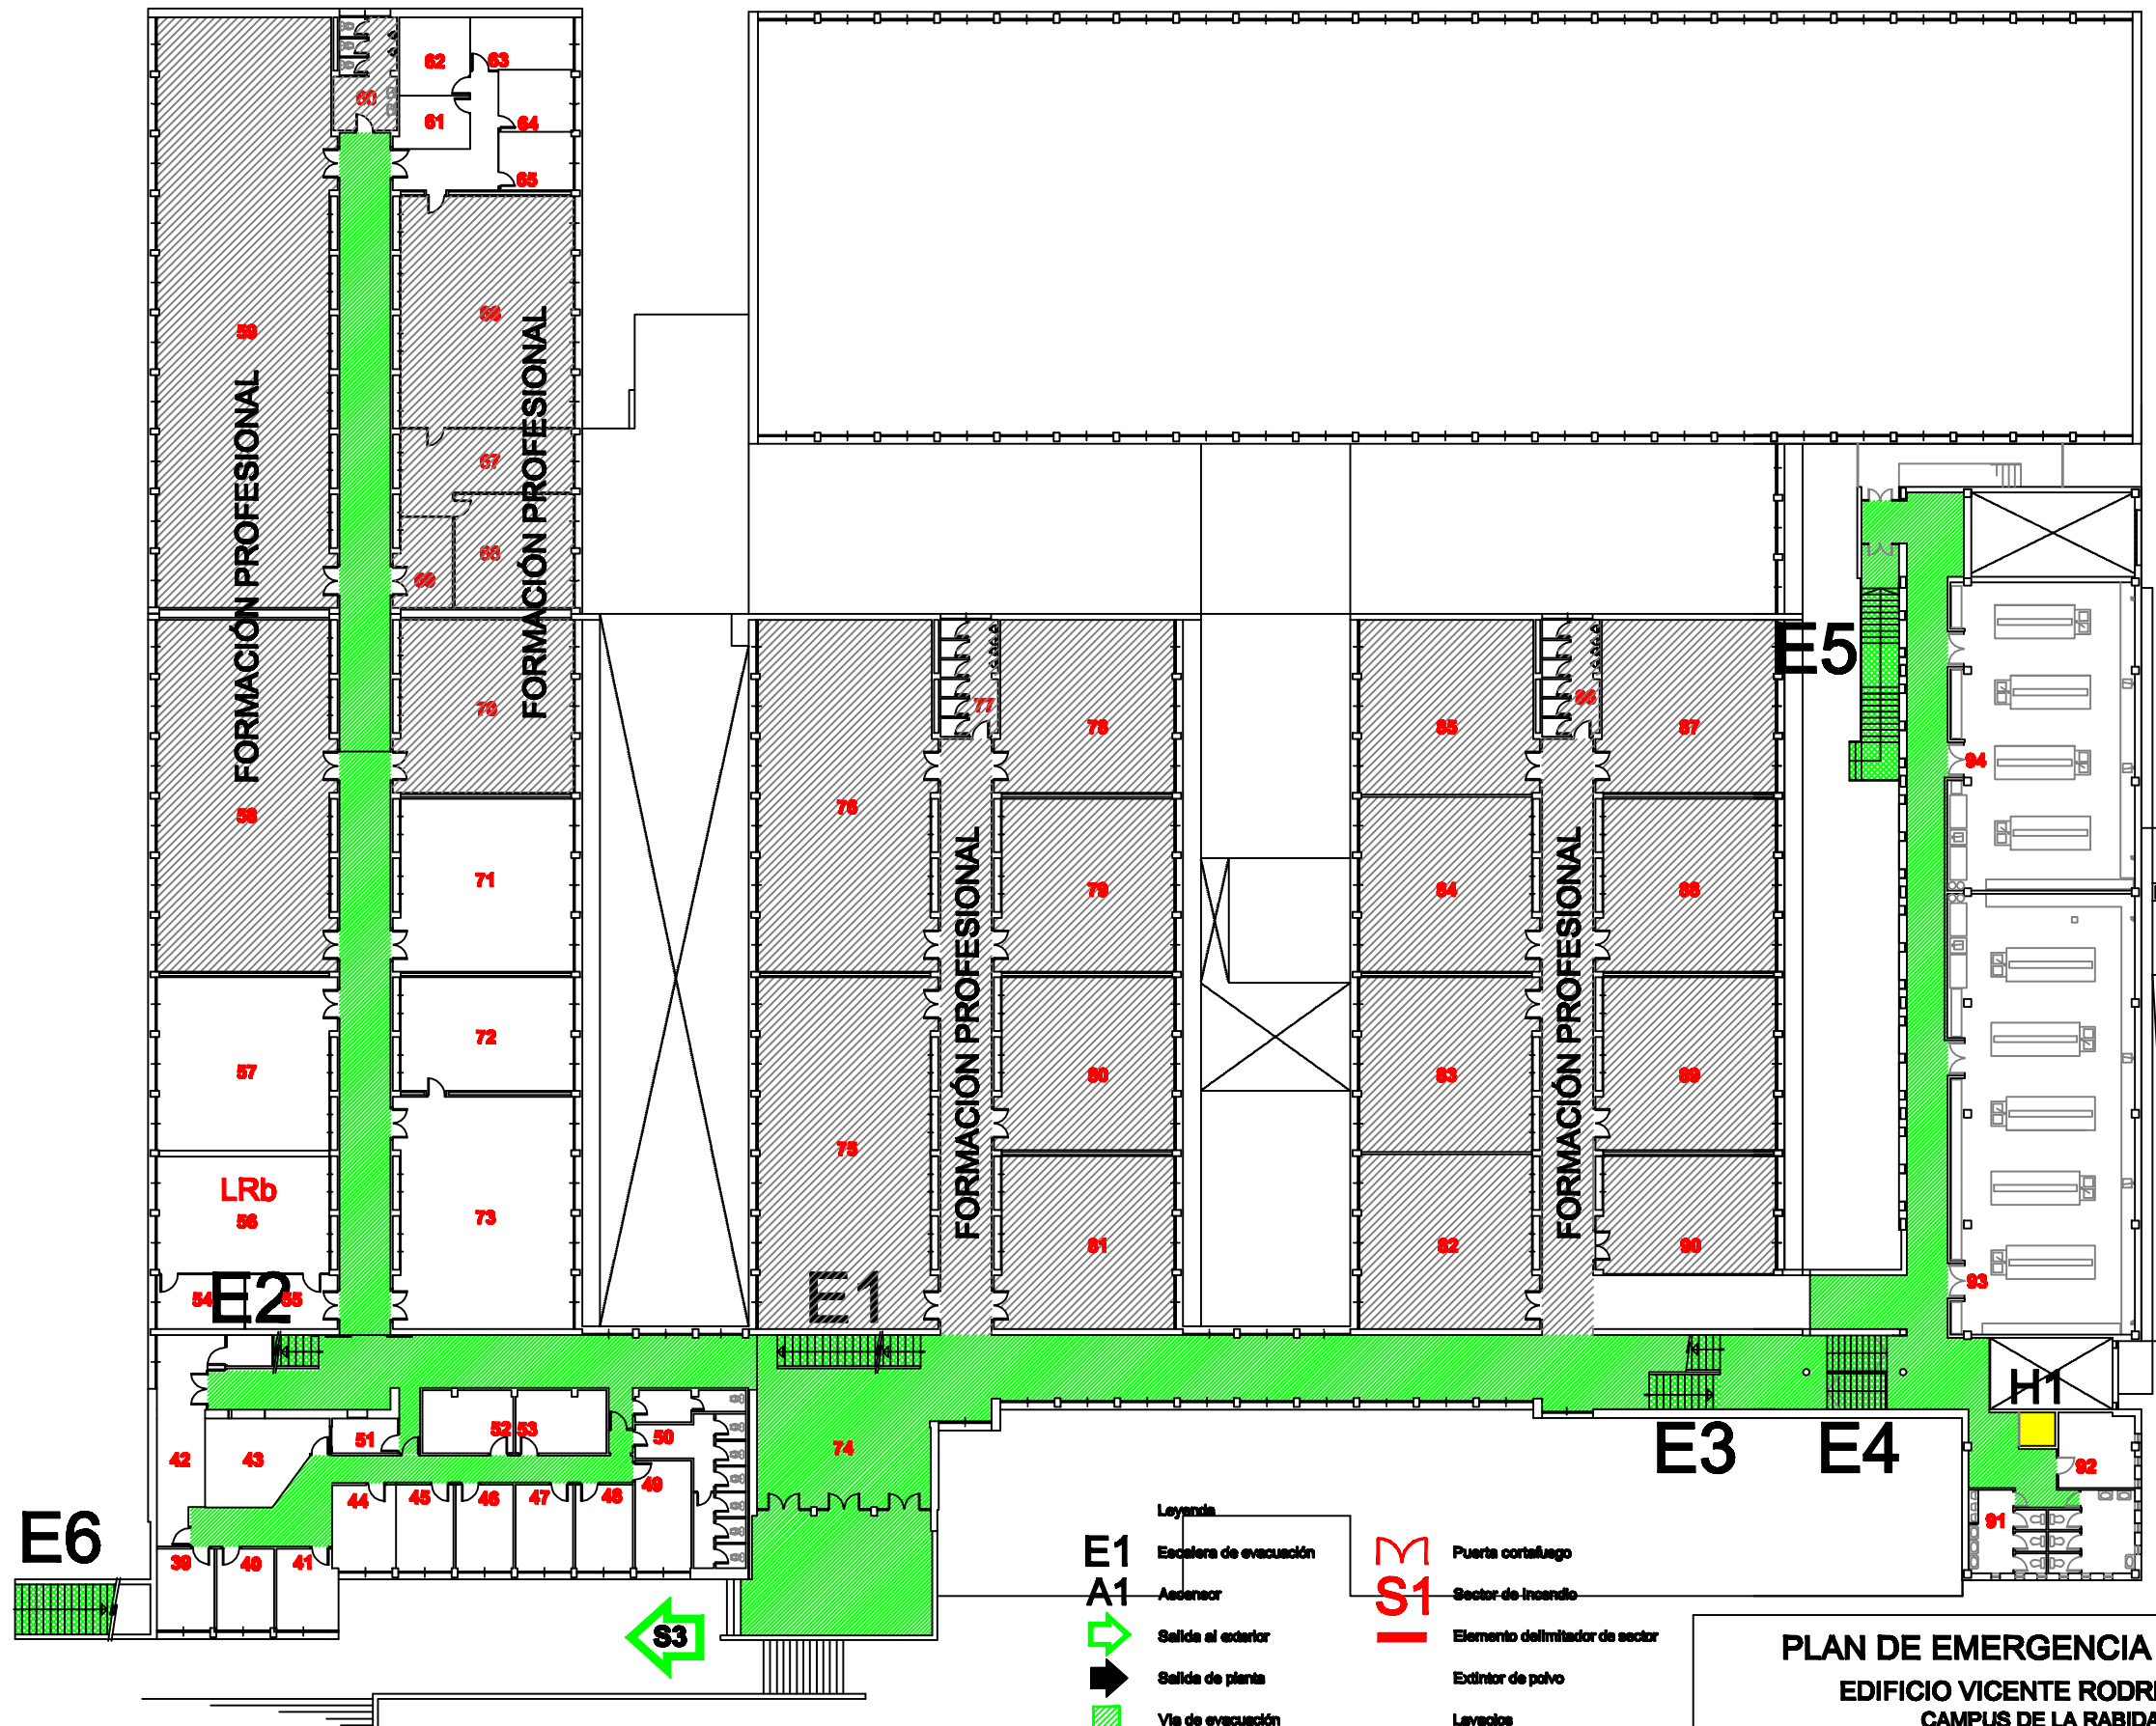 62
63
60
61
64
65
59
66
FORMACIÓN PROFESIONAL
FORMACIÓN PROFESIONAL
67
68
69
E5
70
77
78
85
86
87
94
58
76
71
79
84
88
FORMACIÓN PROFESIONAL
FORMACIÓN PROFESIONAL
72
57
80
83
89
75
LRb
56
73
81
82
90
93
54
E2
55
E1
H1
42
43
51
52
53
50
74
E3
E4
92
44
45
46
47
48
49
91
E6
39
40
41
S3
Leyenda
E1 Escalera de evacuación
A1 Ascensor
Salida al exterior
Salida de planta
Vía de evacuación
Puerta cortafuego
S1 Sector de Incendio
Elemento delimitador de sector
Extintor de polvo
Lavaojos
PLAN DE EMERGENCIA
EDIFICIO VICENTE RODRI
CAMPUS DE LA RABIDA